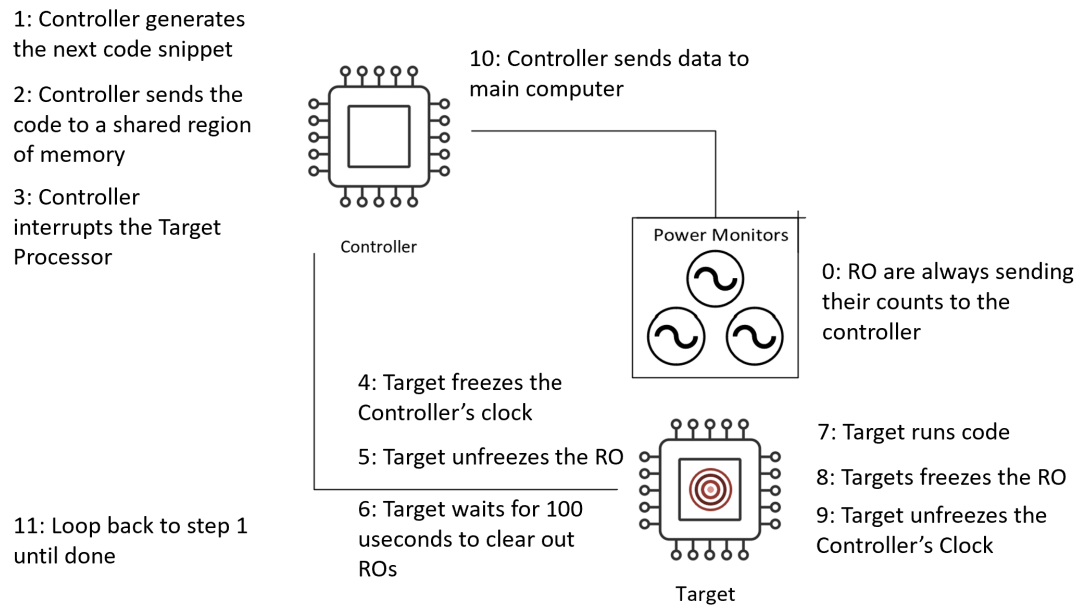 1: Controller generates
the next code snippet
2: Controller sends the
code to a shared region
of memory
3: Controller
interrupts the Target
Processor
Controller
10: Controller sends data to
main computer
Power Monitors
0: RO are always sending
their counts to the
controller
4: Target freezes the
Controller’s clock
5: Target unfreezes the RO
6: Target waits for 100
useconds to clear out
ROs
7: Target runs code
8: Targets freezes the RO
9: Target unfreezes the
Controller’s Clock
Target
11: Loop back to step 1
until done